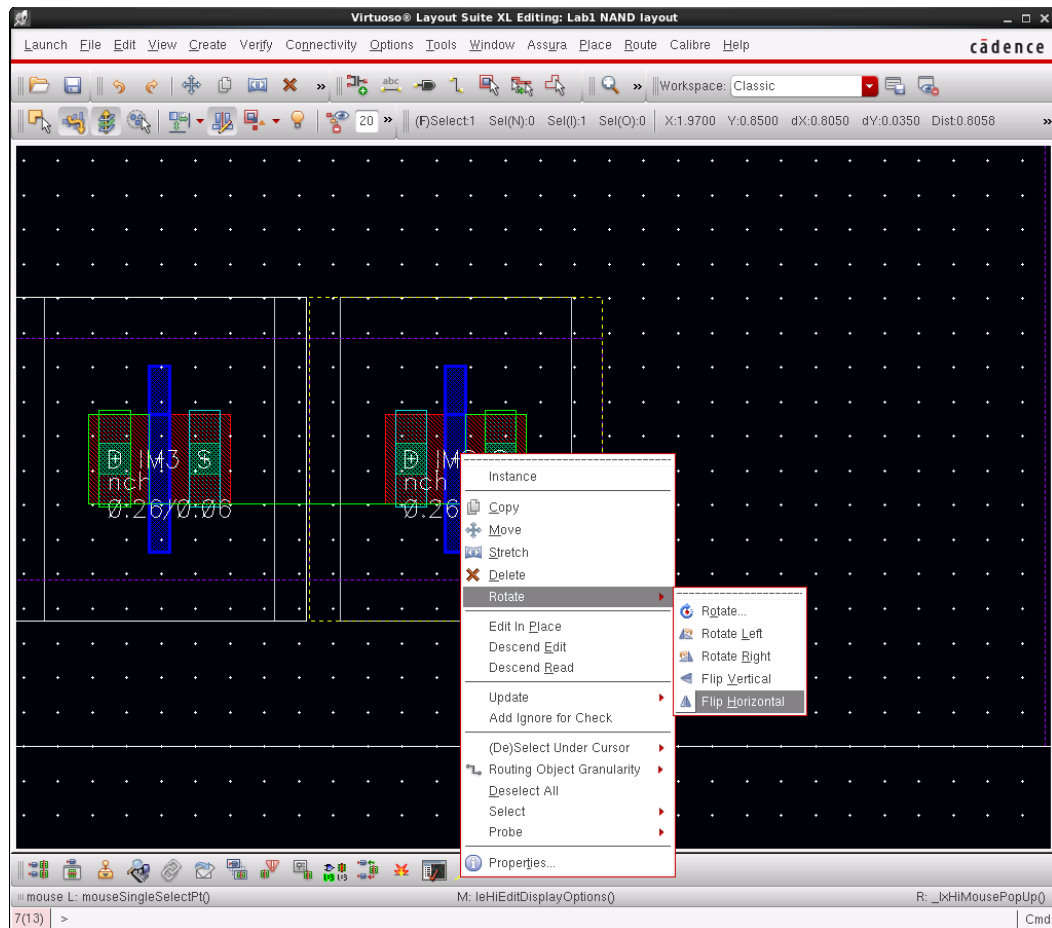 Virtuoso® Layout Suite XL Editing: Lab1 NAND layout
Launch File Edit View Create Verify Connectivity Options Tools Window Assura Place Route Calibre Help
cādence
abc
» » Workspace: Classic
20 » (F)Select:1 Sel(N):0 Sel(I):1 Sel(O):0 X:1.9700 Y:0.8500 dX:0.8050 dY:0.0350 Dist:0.8058 »
D IM3 S
nch
0.26/0.06
D
nch
0.26
Instance
Copy
Move
Stretch
Delete
Rotate
Rotate...
Rotate Left
Rotate Right
Flip Vertical
Flip Horizontal
Edit In Place
Descend Edit
Descend Read
Update
Add Ignore for Check
(De)Select Under Cursor
Routing Object Granularity
Deselect All
Select
Probe
Properties...
mouse L: mouseSingleSelectPt() M: leHiEditDisplayOptions() R: _lxHiMousePopUp()
7(13) > Cmd: